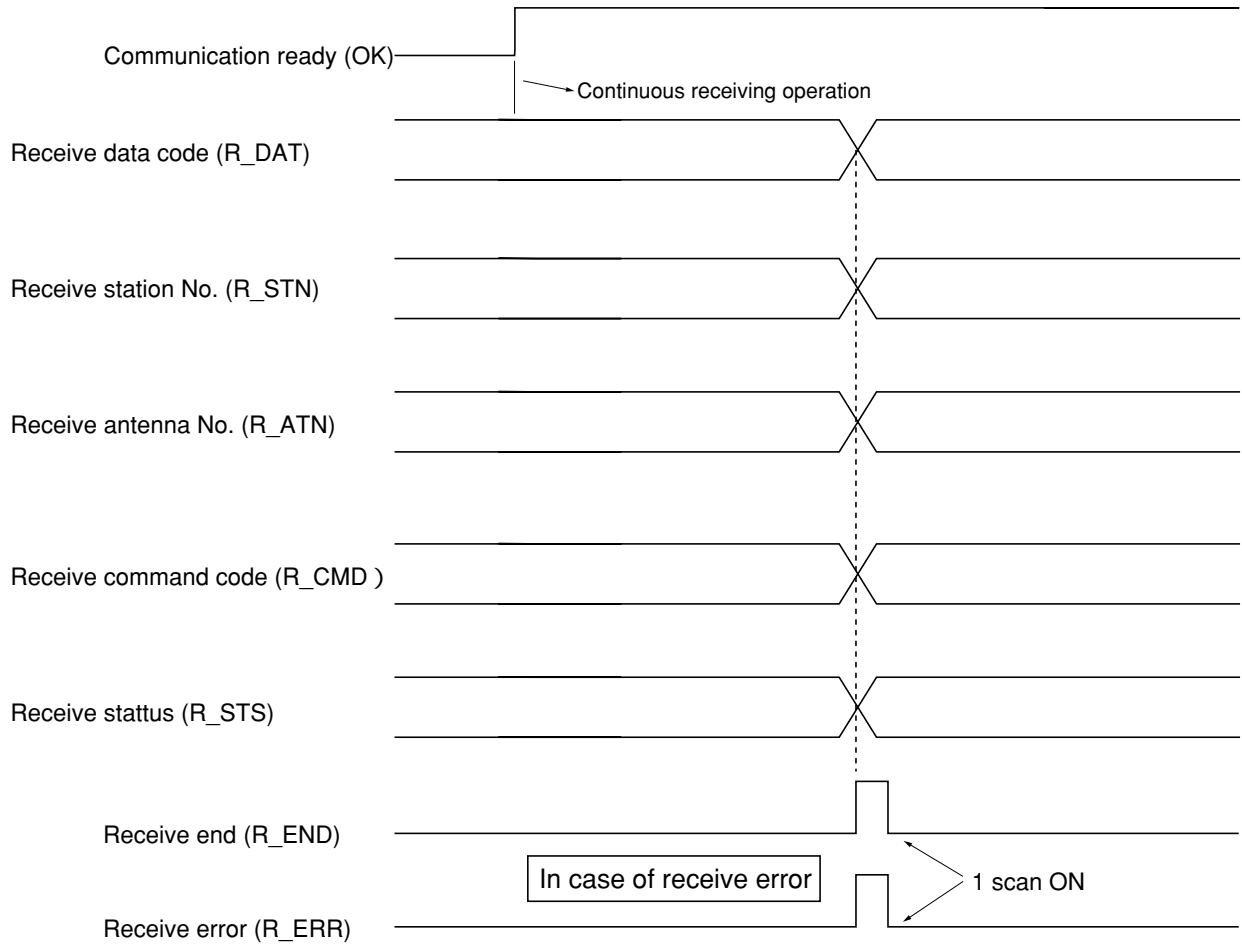 Communication ready (OK)
Continuous receiving operation
Receive data code (R_DAT)
Receive station No. (R_STN)
Receive antenna No. (R_ATN)
Receive command code (R_CMD）
Receive stattus (R_STS)
Receive end (R_END)
In case of receive error
1 scan ON
Receive error (R_ERR)